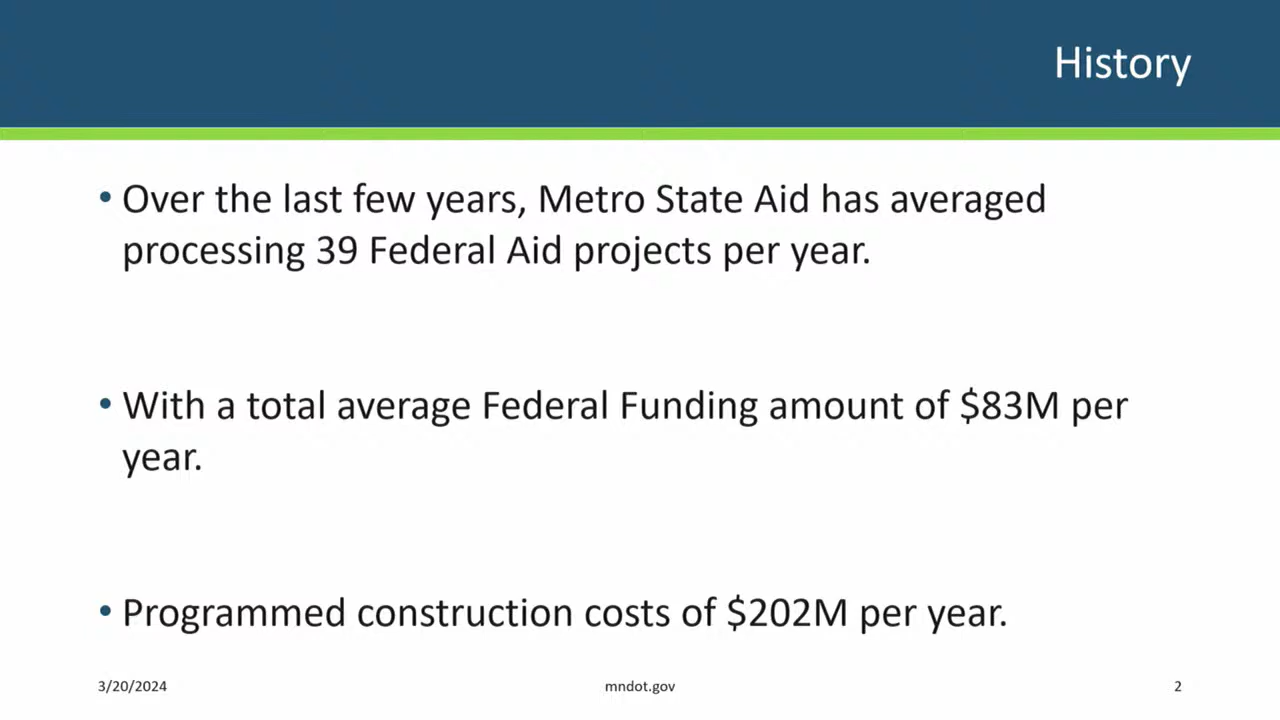 History
• Over the last few years, Metro State Aid has averaged
processing 39 Federal Aid projects per year.
• With a total average Federal Funding amount of $83M per
year.
• Programmed construction costs of $202M per year.
3/20/2024
mndot.gov
2